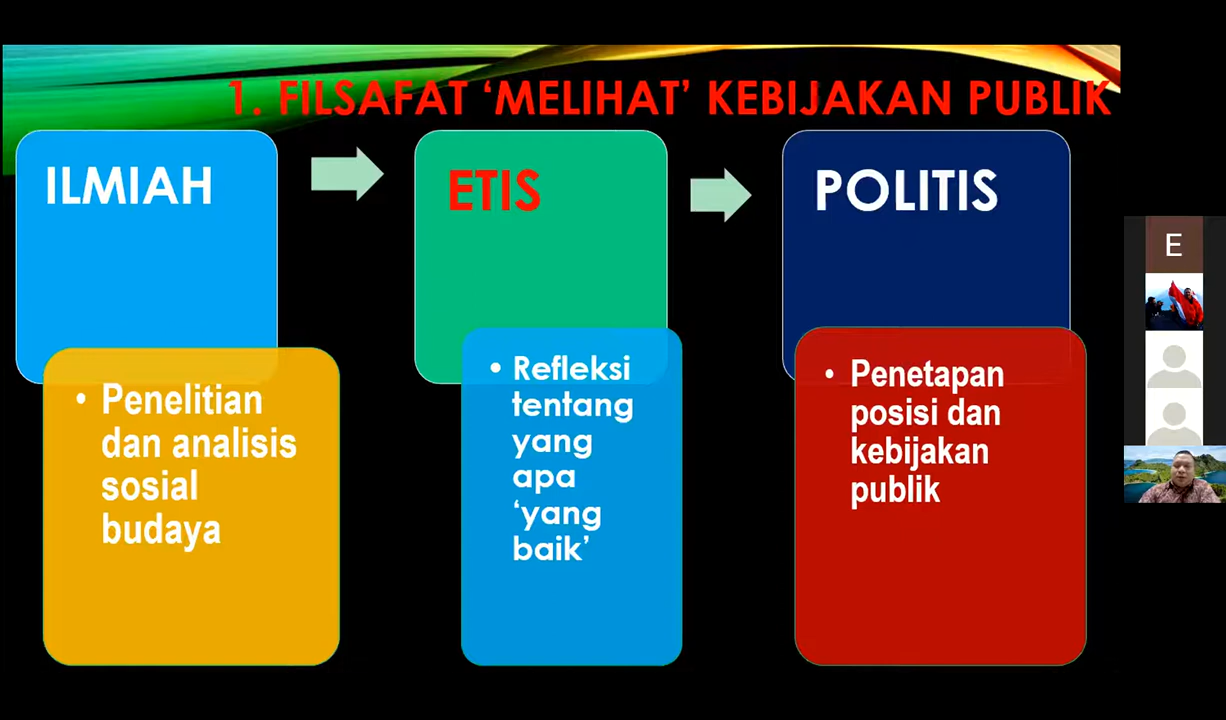 1. FILSAFAT ‘MELIHAT’ KEBIJAKAN PUBLIK
ILMIAH
• Penelitian
dan analisis
sosial
budaya
ETIS
• Refleksi
tentang
yang
apa
‘yang
baik’
POLITIS
• Penetapan
posisi dan
kebijakan
publik
E